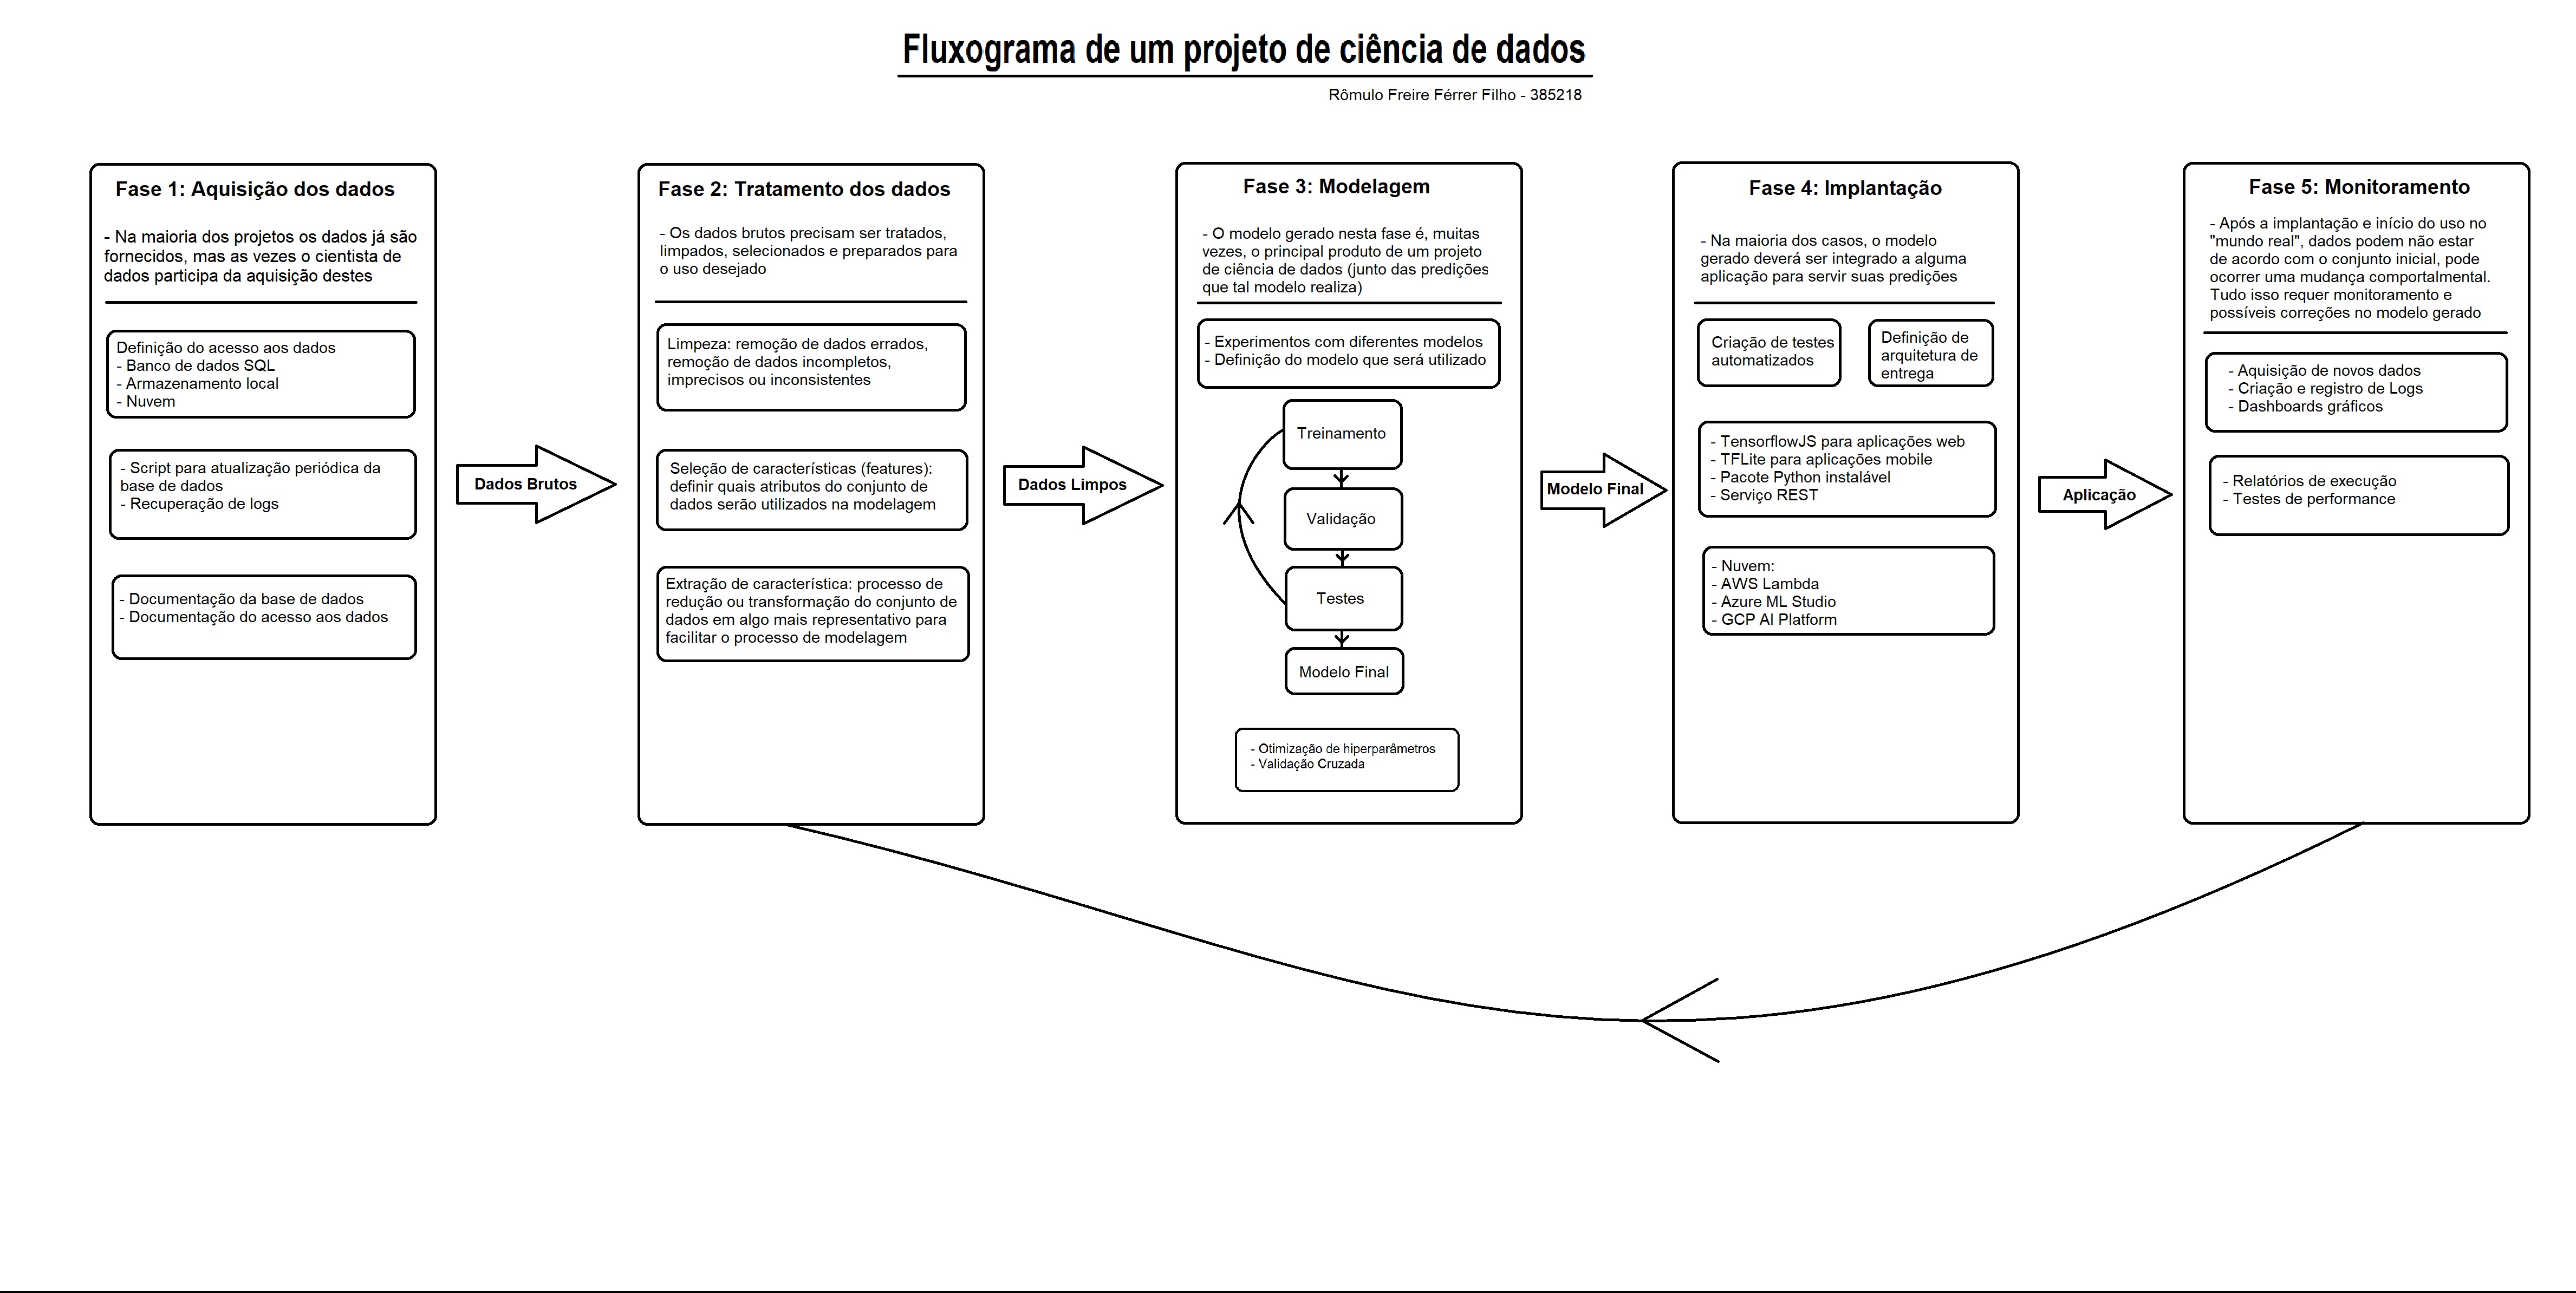 Fluxograma de um projeto de ciência de dados
Rômulo Freire Férrer Filho - 385218
Fase 1: Aquisição dos dados
- Na maioria dos projetos os dados já são
fornecidos, mas as vezes o cientista de
dados participa da aquisição destes
Definição do acesso aos dados
- Banco de dados SQL
- Armazenamento local
- Nuvem
- Script para atualização periódica da
base de dados
- Recuperação de logs
- Documentação da base de dados
- Documentação do acesso aos dados
Dados Brutos
Fase 2: Tratamento dos dados
- Os dados brutos precisam ser tratados,
limpados, selecionados e preparados para
o uso desejado
Limpeza: remoção de dados errados,
remoção de dados incompletos,
imprecisos ou inconsistentes
Seleção de características (features):
definir quais atributos do conjunto de
dados serão utilizados na modelagem
Extração de característica: processo de
redução ou transformação do conjunto de
dados em algo mais representativo para
facilitar o processo de modelagem
Dados Limpos
Fase 3: Modelagem
- O modelo gerado nesta fase é, muitas
vezes, o principal produto de um projeto
de ciência de dados (junto das predições
que tal modelo realiza)
- Experimentos com diferentes modelos
- Definição do modelo que será utilizado
Treinamento
Validação
Testes
Modelo Final
- Otimização de hiperparâmetros
- Validação Cruzada
Modelo Final
Fase 4: Implantação
- Na maioria dos casos, o modelo
gerado deverá ser integrado a alguma
aplicação para servir suas predições
Criação de testes
automatizados
Definição de
arquitetura de
entrega
- TensorflowJS para aplicações web
- TFLite para aplicações mobile
- Pacote Python instalável
- Serviço REST
- Nuvem:
- AWS Lambda
- Azure ML Studio
- GCP AI Platform
Aplicação
Fase 5: Monitoramento
- Após a implantação e início do uso no
"mundo real", dados podem não estar
de acordo com o conjunto inicial, pode
ocorrer uma mudança comportalmental.
Tudo isso requer monitoramento e
possíveis correções no modelo gerado
- Aquisição de novos dados
- Criação e registro de Logs
- Dashboards gráficos
- Relatórios de execução
- Testes de performance